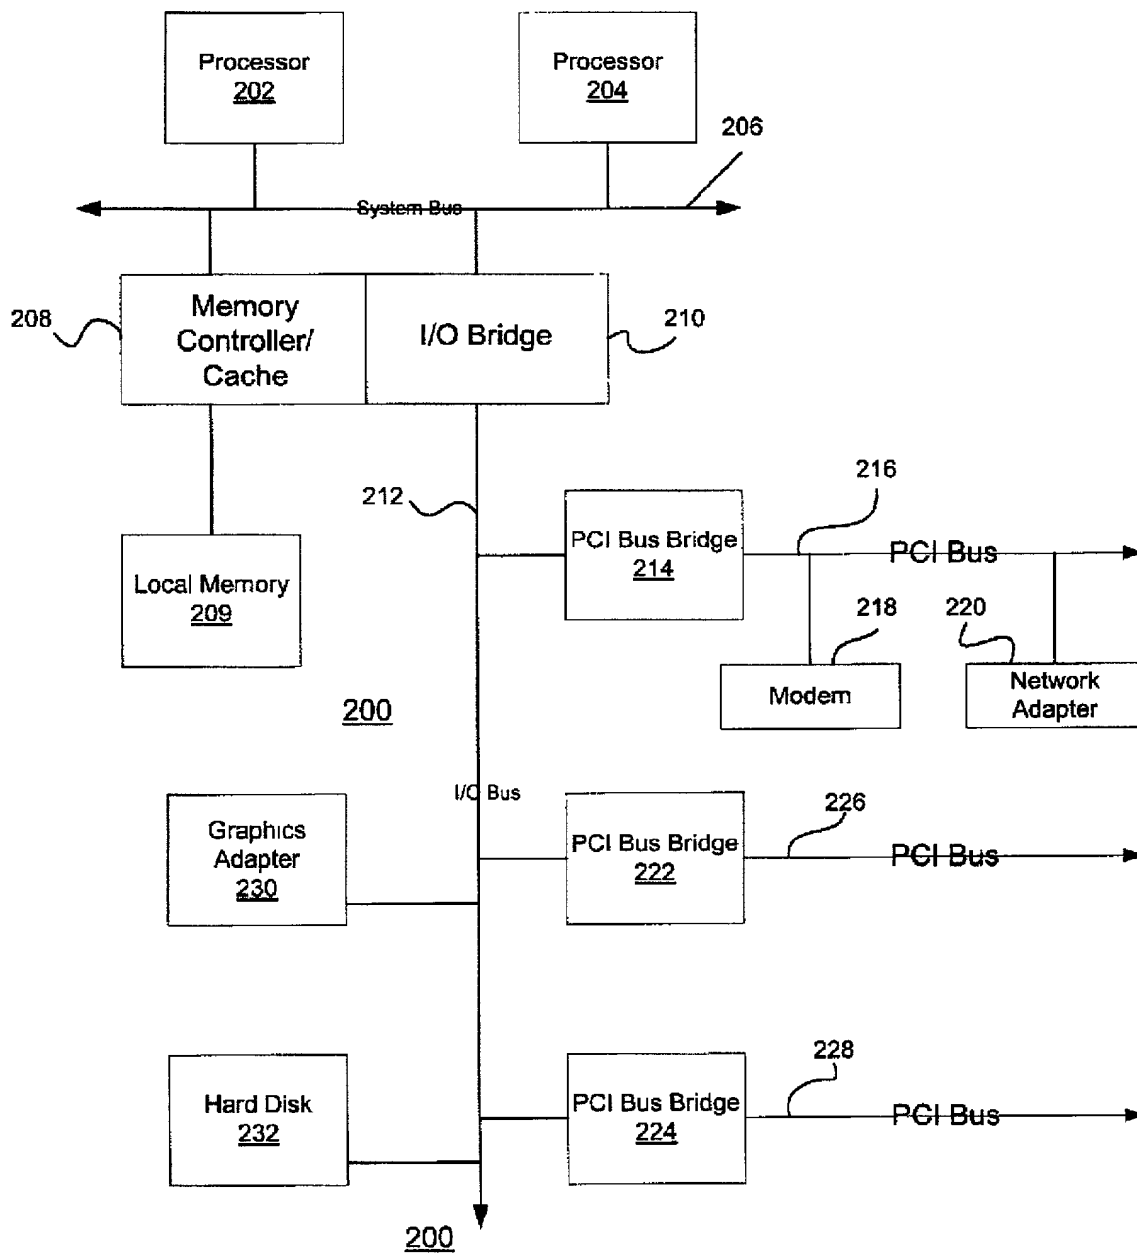 Processor
202
Processor
204
206
System Bus
208
Memory
Controller/
Cache
I/O Bridge
210
212
216
PCI Bus Bridge
214
PCI Bus
Local Memory
209
218
220
Modem
Network
Adapter
200
I/O Bus
226
Graphics
Adapter
230
PCI Bus Bridge
222
PCI Bus
228
Hard Disk
232
PCI Bus Bridge
224
PCI Bus
200